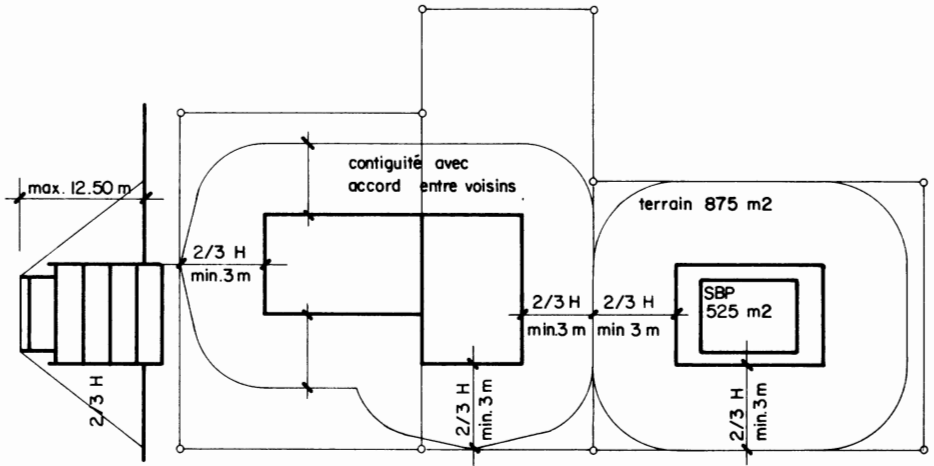 contiguité avec
accord entre voisins
max. 12.50 m
terrain 875 m2
2/3 H
min. 3 m
2/3 H
min. 3 m
2/3 H
min 3 m
SBP
525 m2
2/3 H
2/3 H
min. 3 m
2/3 H
min. 3 m